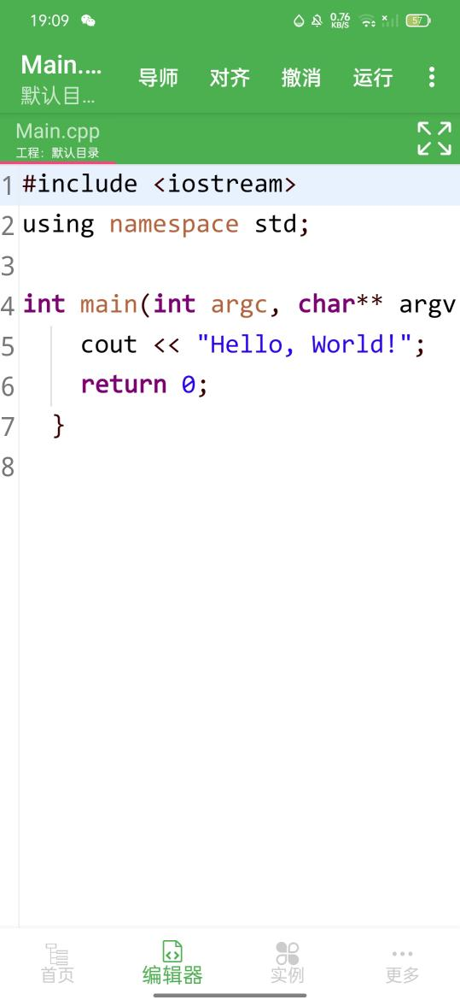 19:09
0.76
KB/S
57
Main....
默认目...
导师
对齐
撤消
运行
Main.cpp
工程：默认目录
1 #include <iostream>
2 using namespace std;
3
4 int main(int argc, char** argv
5 cout << "Hello, World!";
6 return 0;
7 }
8
首页
编辑器
实例
更多